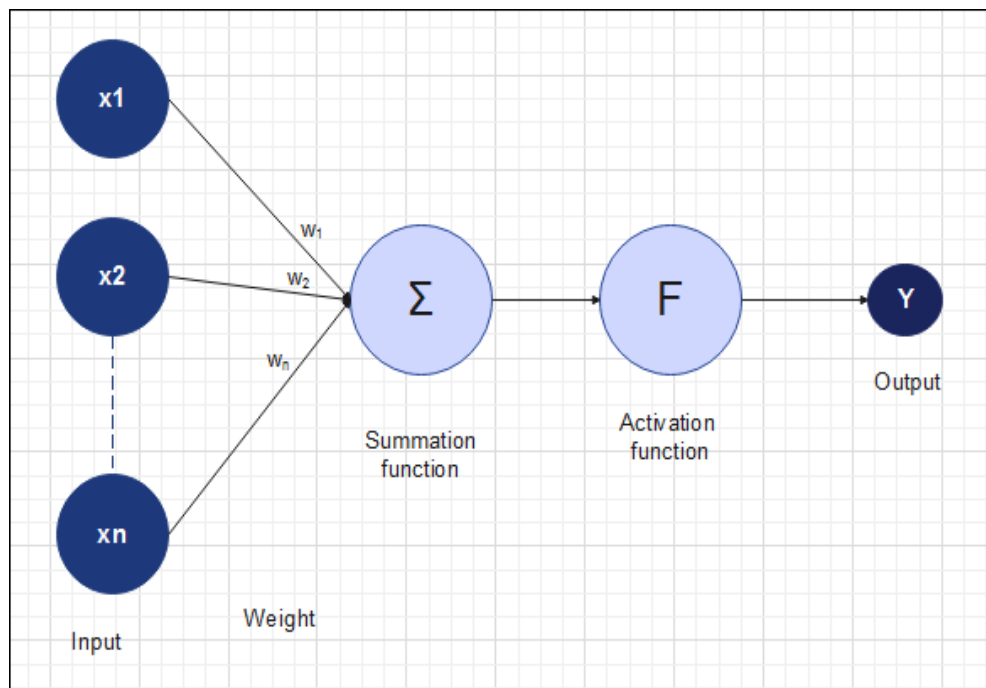 x1
w₁
x2
w₂
Σ
F
Y
wₙ
Output
Activation
function
Summation
function
xn
Weight
Input